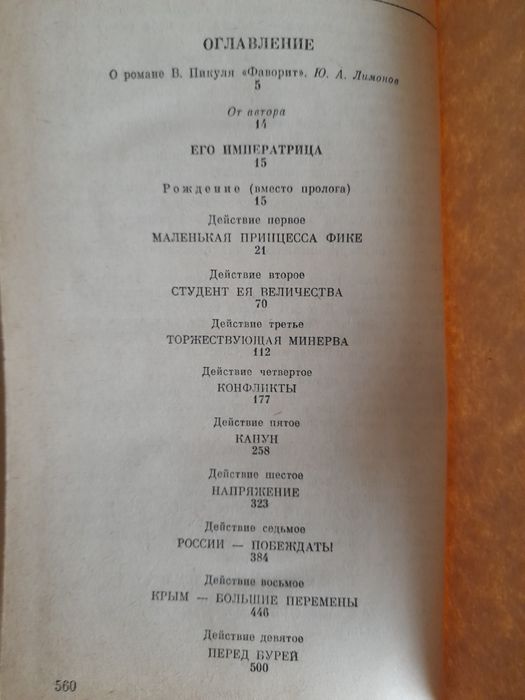 ОГЛАВЛЕНИЕ
О романе В. Пикуля «Фаворит». Ю. А. Лимонов
5
От автора
14
ЕГО ИМПЕРАТРИЦА
15
Рождение (вместо пролога)
15
Действие первое
МАЛЕНЬКАЯ ПРИНЦЕССА ФИКЕ
21
Действие второе
СТУДЕНТ ЕЯ ВЕЛИЧЕСТВА
70
Действие третье
ТОРЖЕСТВУЮЩАЯ МИНЕРВА
112
Действие четвертое
КОНФЛИКТЫ
177
Действие пятое
КАНУН
258
Действие шестое
НАПРЯЖЕНИЕ
323
Действие седьмое
РОССИИ — ПОБЕЖДАТЬ!
384
Действие восьмое
КРЫМ — БОЛЬШИЕ ПЕРЕМЕНЫ
446
Действие девятое
ПЕРЕД БУРЕЙ
500
560